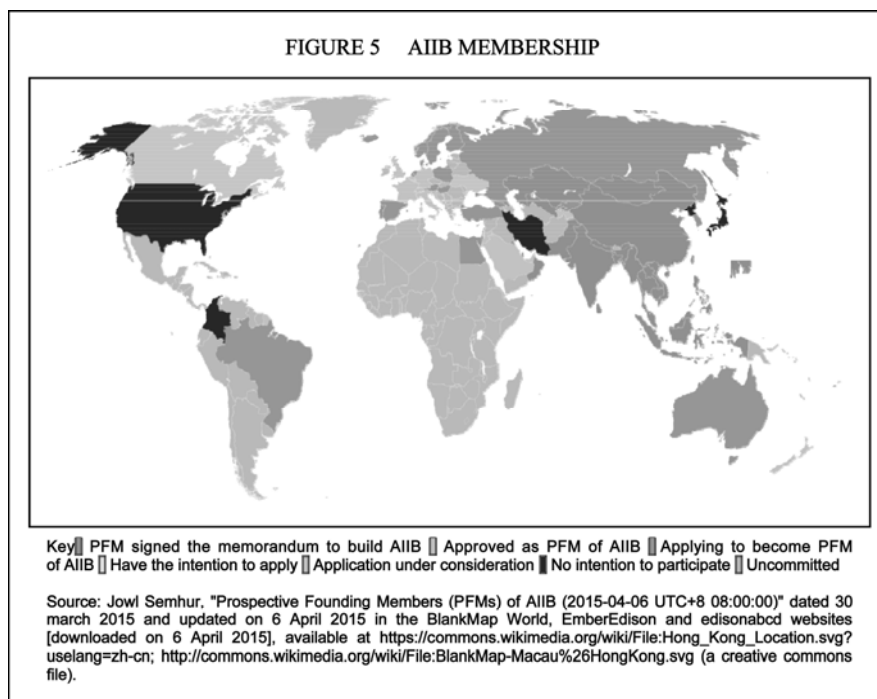 FIGURE 5 AIIB MEMBERSHIP
Key PFM signed the memorandum to build AIIB Approved as PFM of AIIB Applying to become PFM
of AIIB Have the intention to apply Application under consideration No intention to participate Uncommitted
Source: Jowl Semhur, "Prospective Founding Members (PFMs) of AIIB (2015-04-06 UTC+8 08:00:00)" dated 30
march 2015 and updated on 6 April 2015 in the BlankMap World, EmberEdison and edisonabcd websites
[downloaded on 6 April 2015], available at https://commons.wikimedia.org/wiki/File:Hong_Kong_Location.svg?
uselang=zh-cn; http://commons.wikimedia.org/wiki/File:BlankMap-Macau%26HongKong.svg (a creative commons
file).